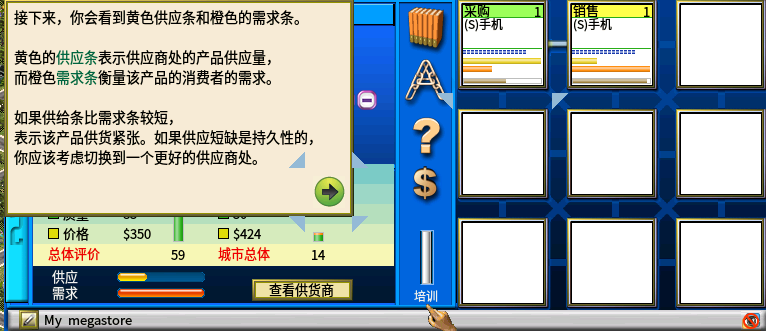 接下来，你会看到黄色供应条和橙色的需求条。
黄色的供应条表示供应商处的产品供应量，
而橙色需求条衡量该产品的消费者的需求。
如果供给条比需求条较短，
表示该产品供货紧张。如果供应短缺是持久性的，
你应该考虑切换到一个更好的供应商处。
采购 1
(S)手机
销售 1
(S)手机
价格 $350 $424
总体评价 59 城市总体 14
供应
需求
查看供货商
培训
My megastore